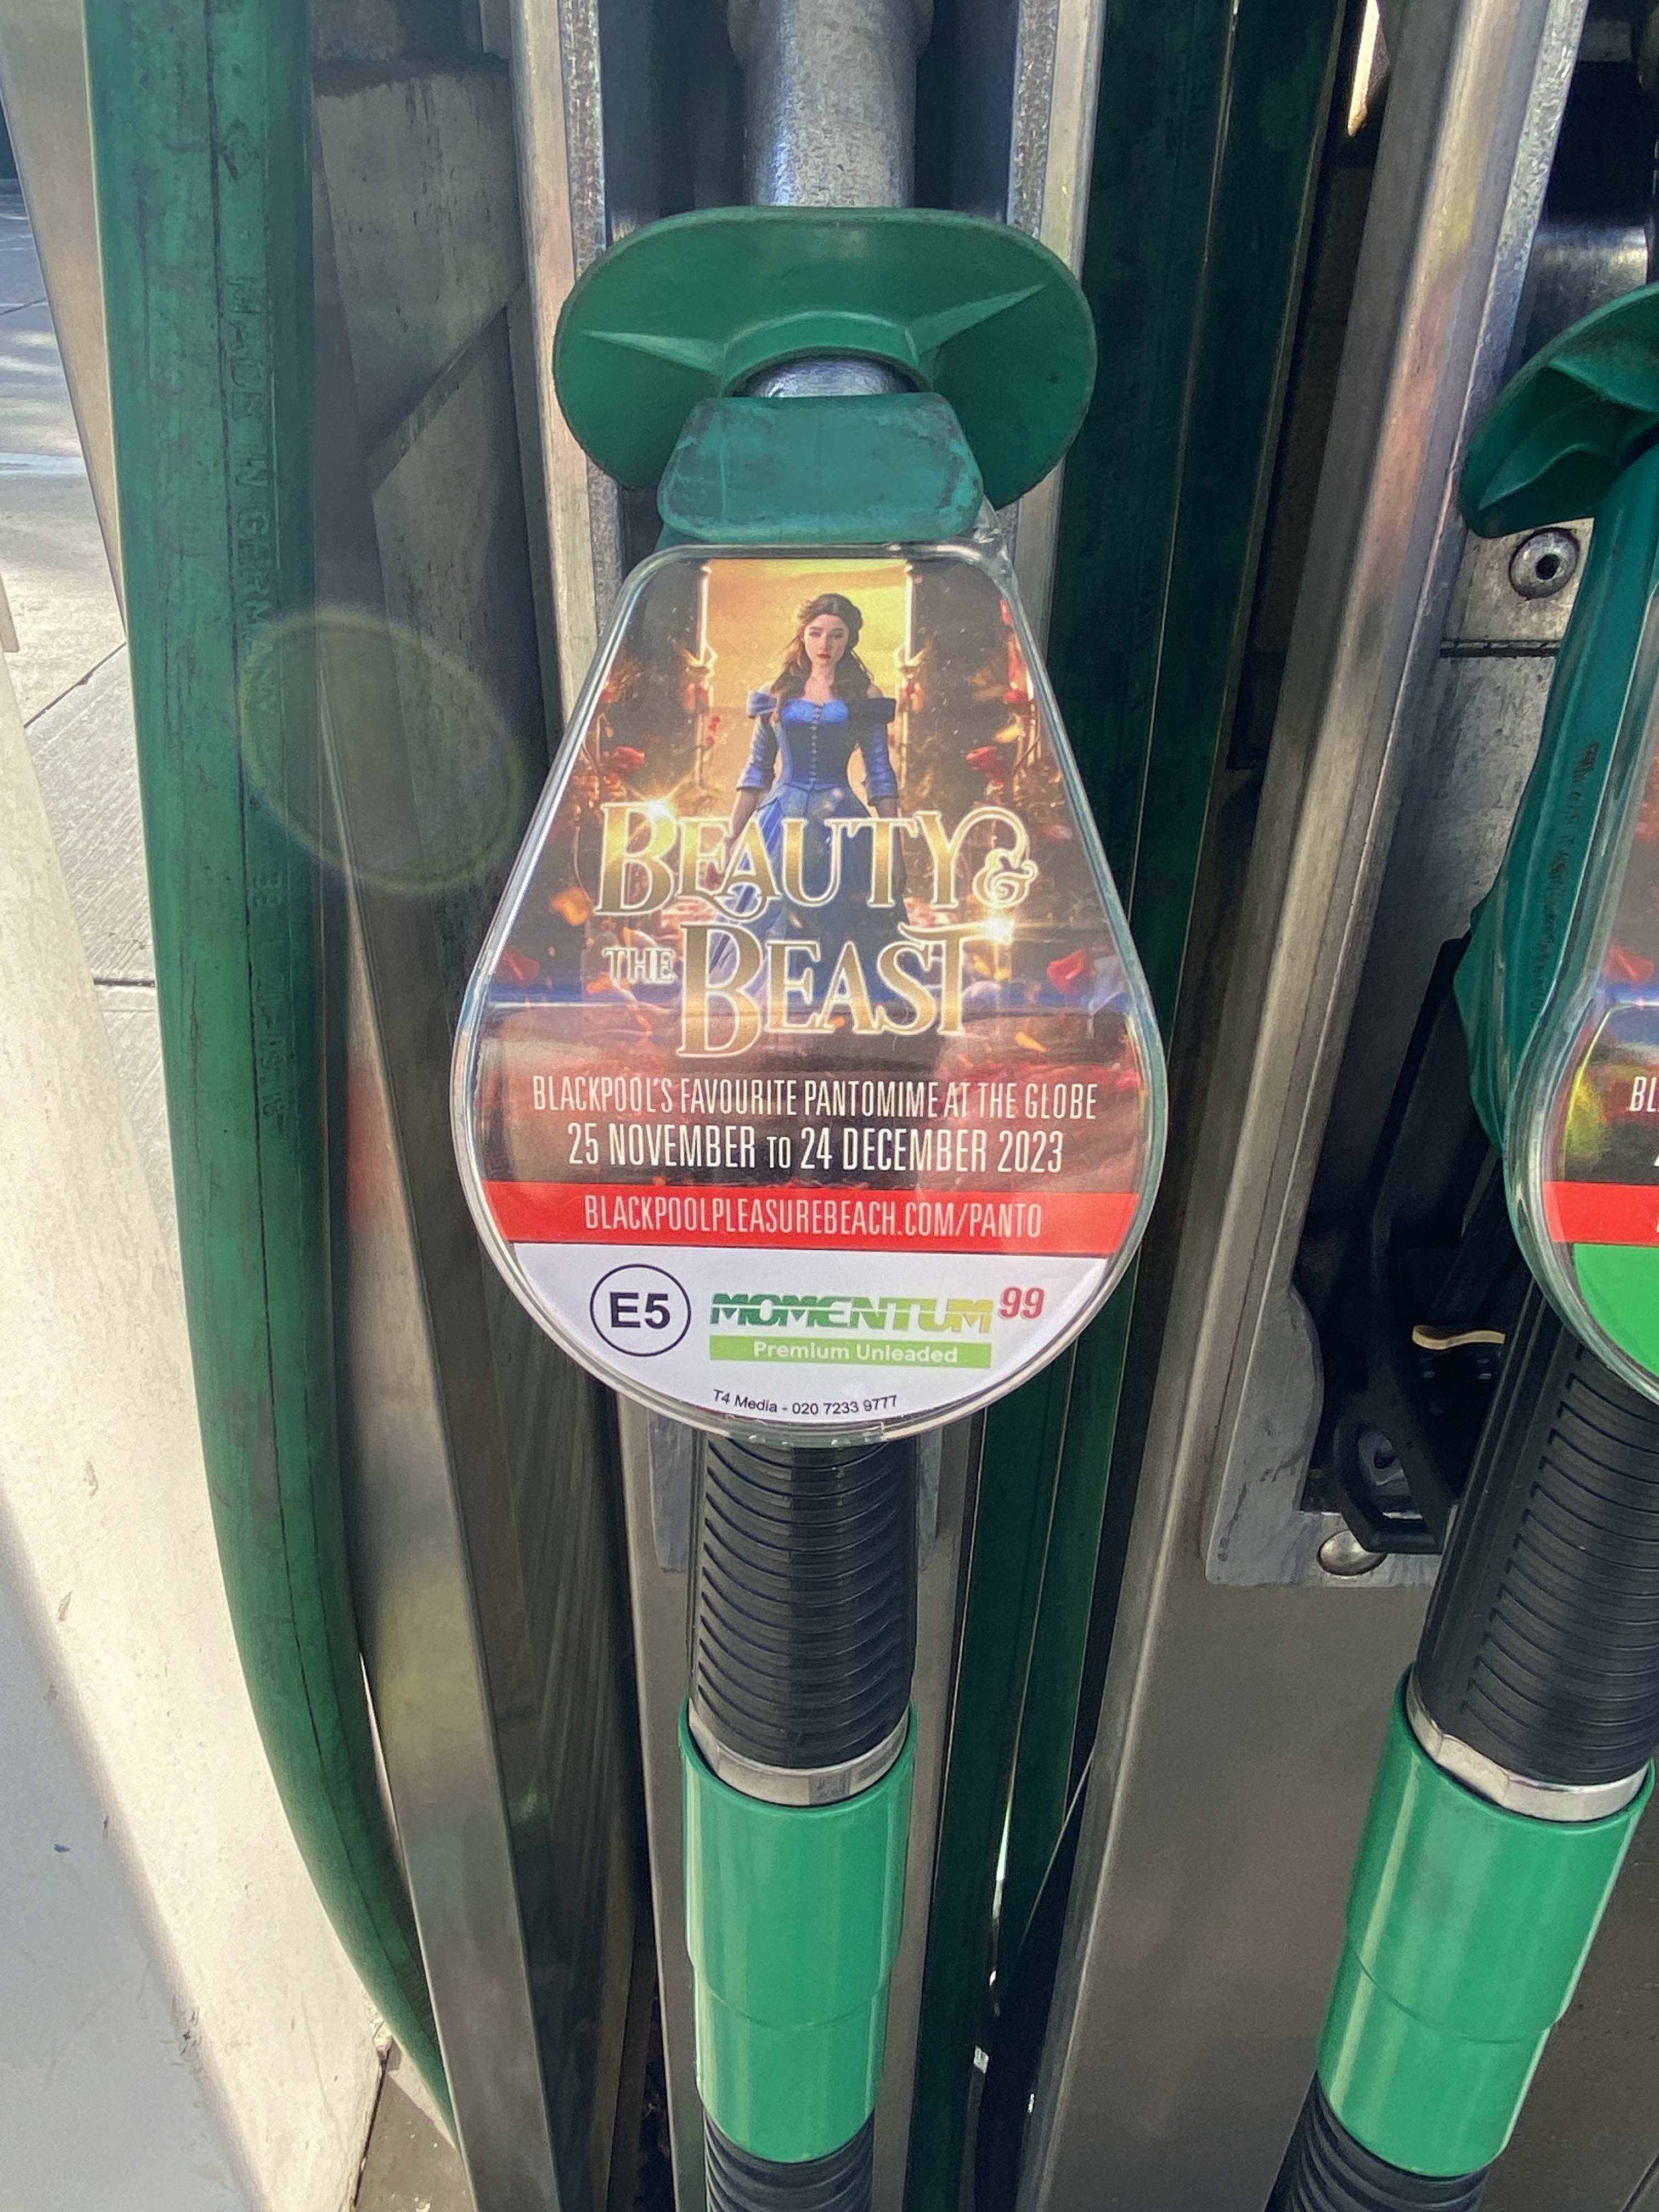 BEAUTY &
THE BEAST
BLACKPOOL'S FAVOURITE PANTOMIME AT THE GLOBE
25 NOVEMBER TO 24 DECEMBER 2023
BLACKPOOLPLEASUREBEACH.COM/PANTO
E5 MOMENTUM 99
Premium Unleaded
T4 Media - 020 7233 9777
MADE IN GERMANY
BL